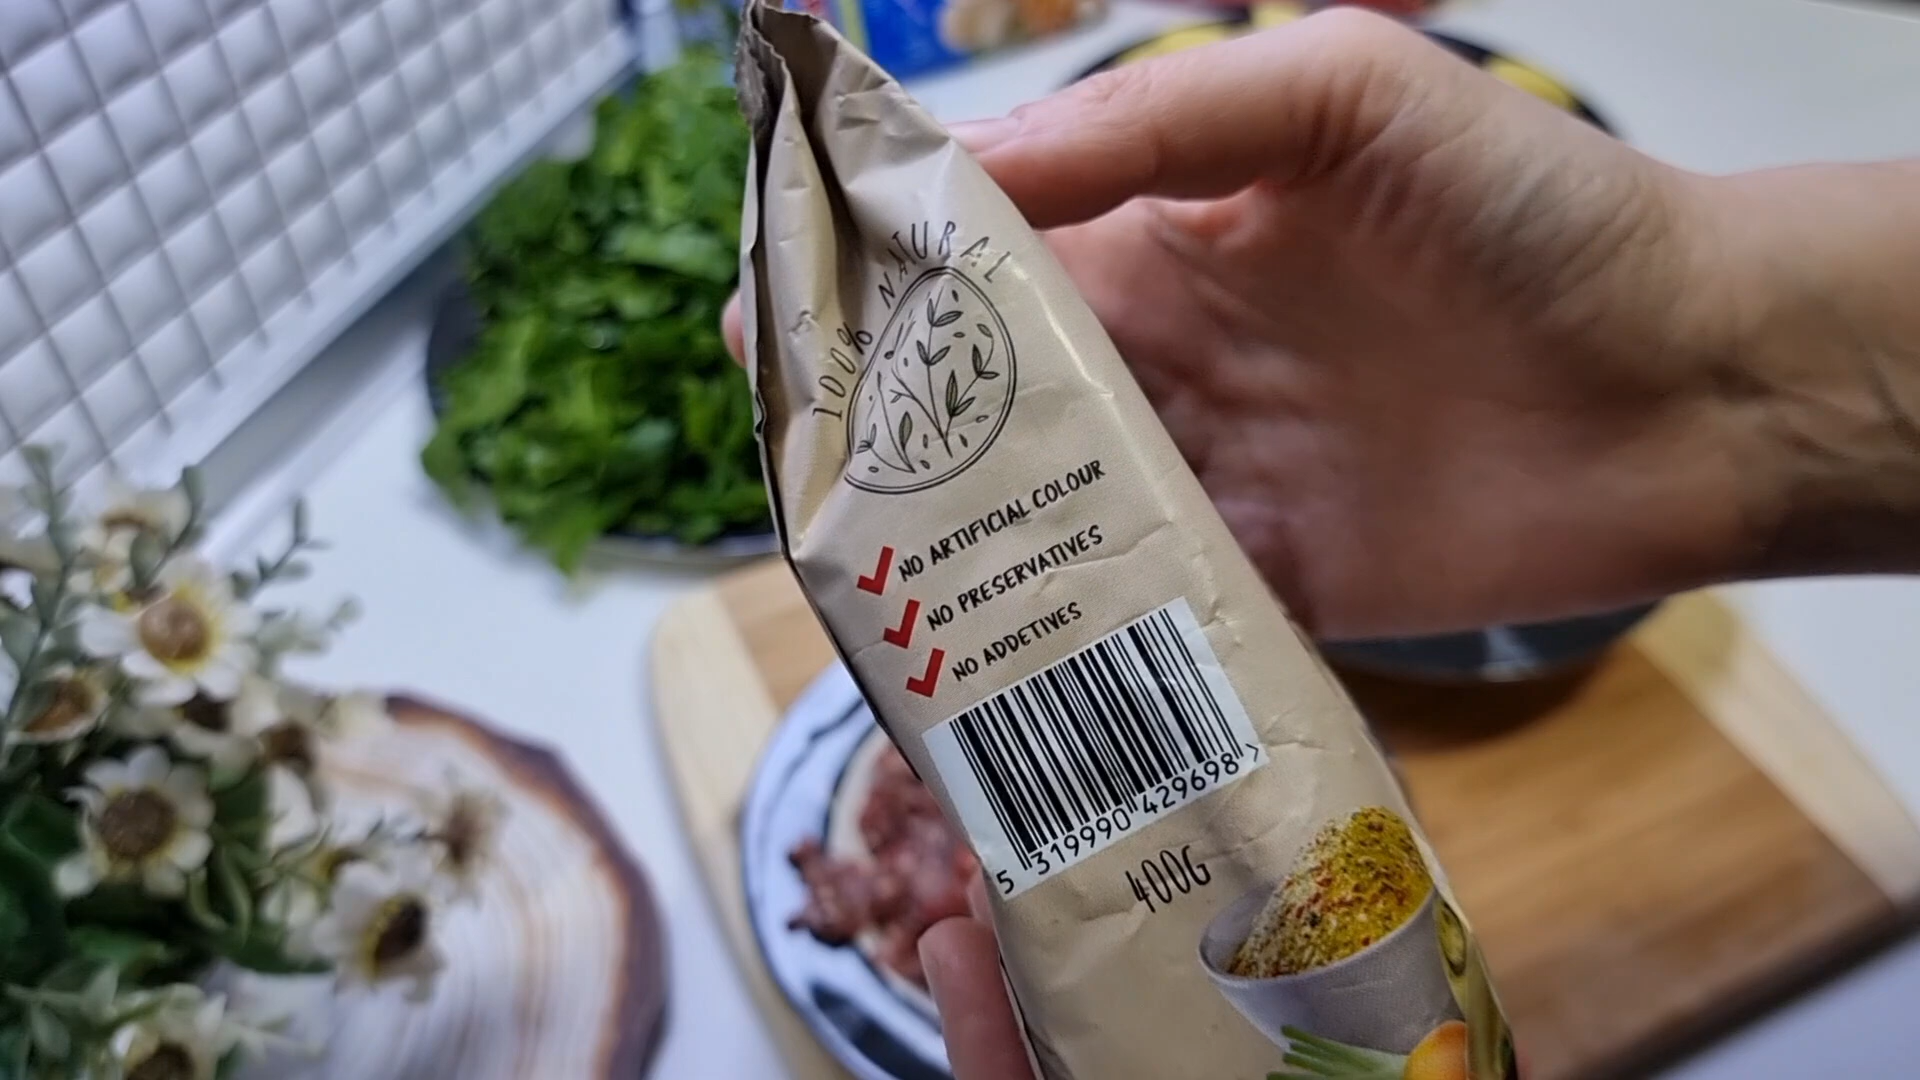 100% NATURAL
NO ARTIFICIAL COLOUR
NO PRESERVATIVES
NO ADDETIVES
5 319990 429698 >
400G